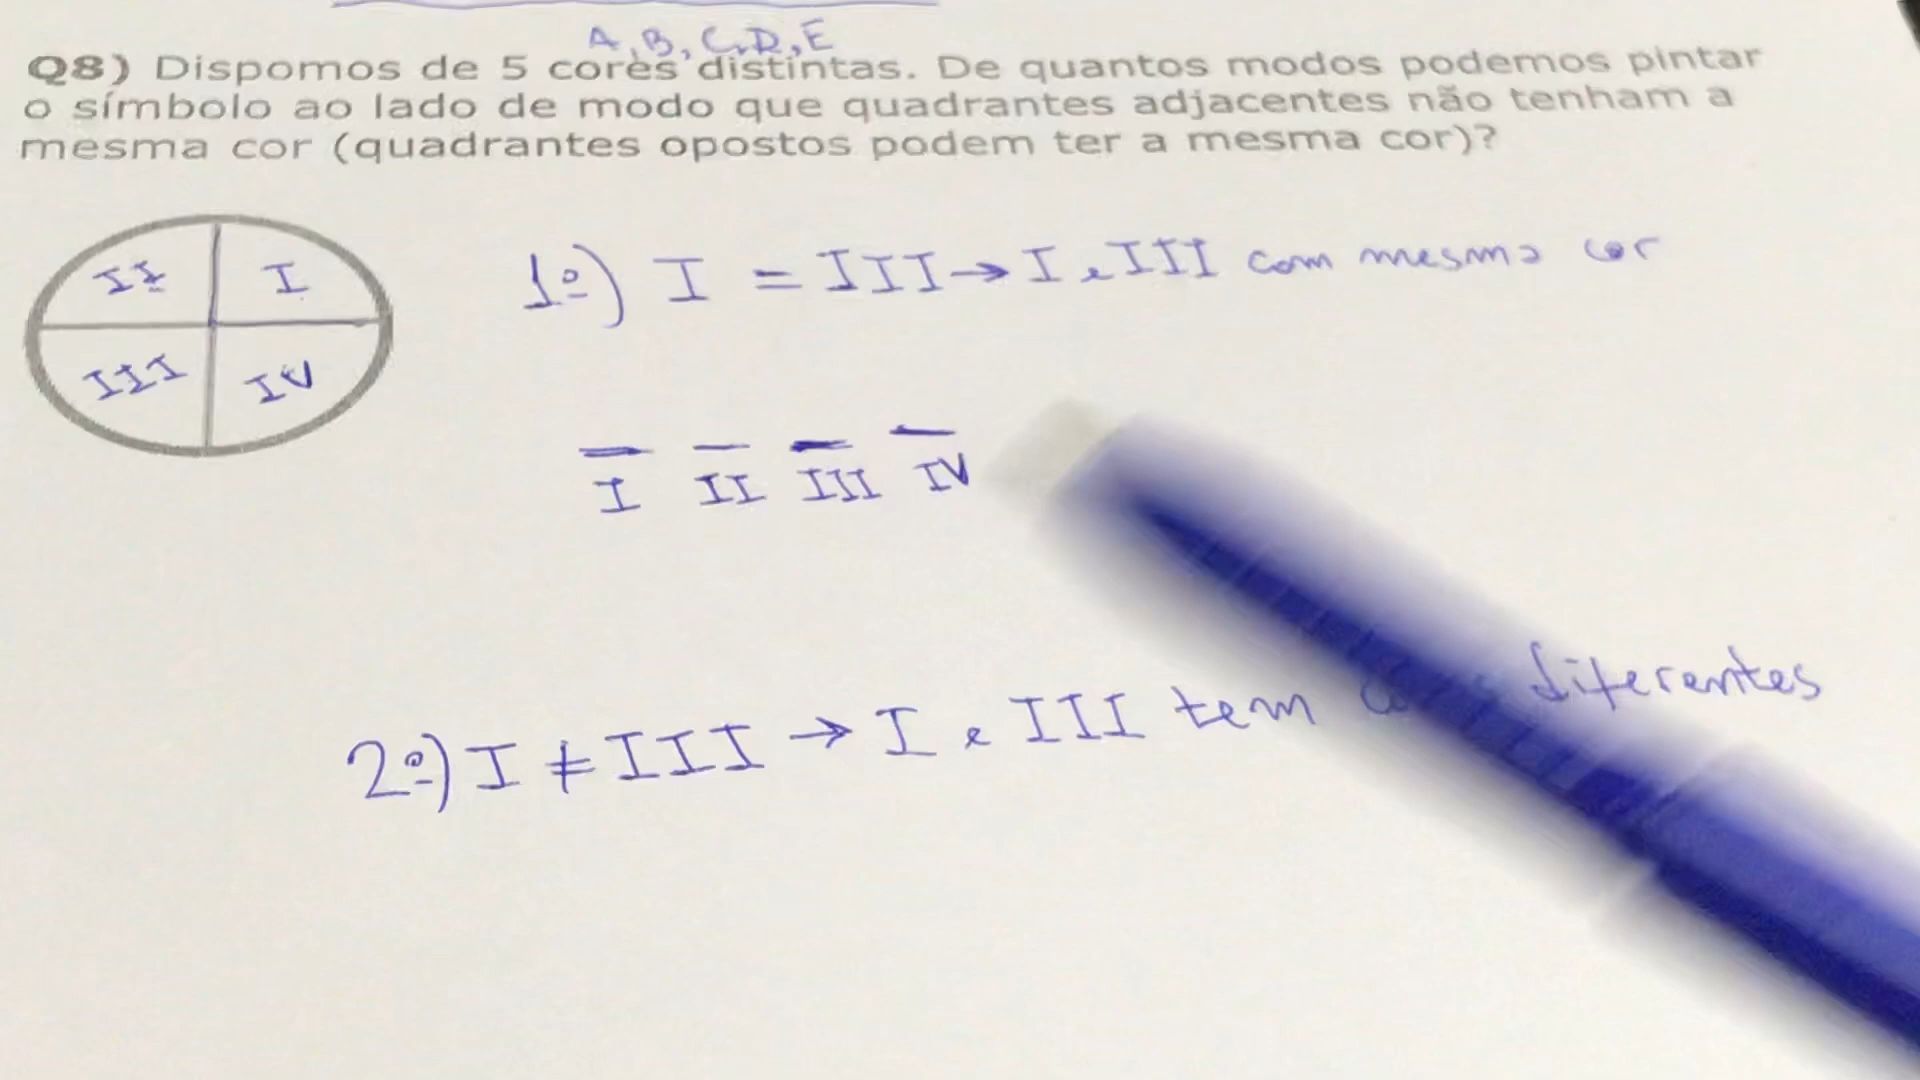 A, B, C, D, E
Q8) Dispomos de 5 cores distintas. De quantos modos podemos pintar
o símbolo ao lado de modo que quadrantes adjacentes não tenham a
mesma cor (quadrantes opostos podem ter a mesma cor)?
II I
III IV
1º) I = III → I e III com mesma cor
I II III IV
2º) I ≠ III → I e III tem diferentes